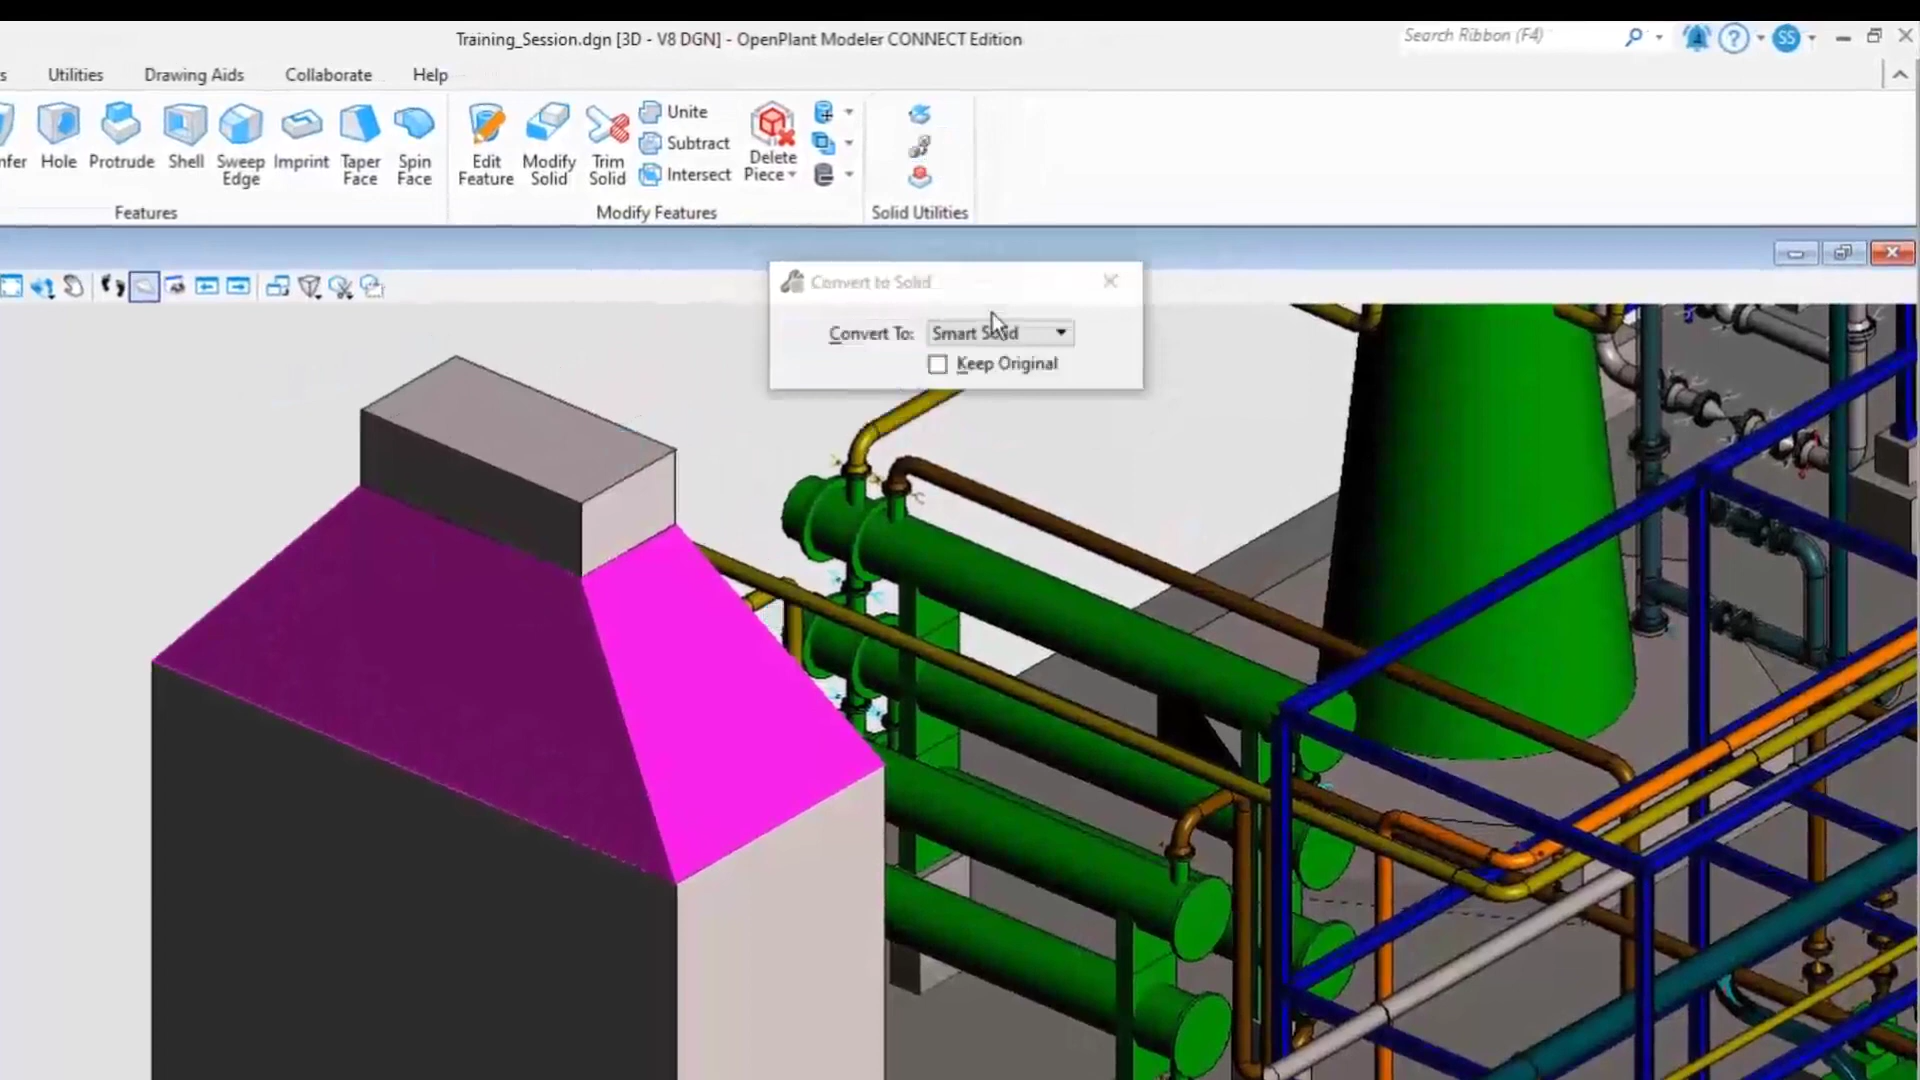 Training_Session.dgn [3D - V8 DGN] - OpenPlant Modeler CONNECT Edition
Search Ribbon (F4)
SS
s
Utilities
Drawing Aids
Collaborate
Help
nfer
Hole
Protrude
Shell
Sweep
Edge
Imprint
Taper
Face
Spin
Face
Features
Edit
Feature
Modify
Solid
Trim
Solid
Unite
Subtract
Intersect
Delete
Piece
Modify Features
Solid Utilities
Convert to Solid
Convert To: Smart Solid
Keep Original